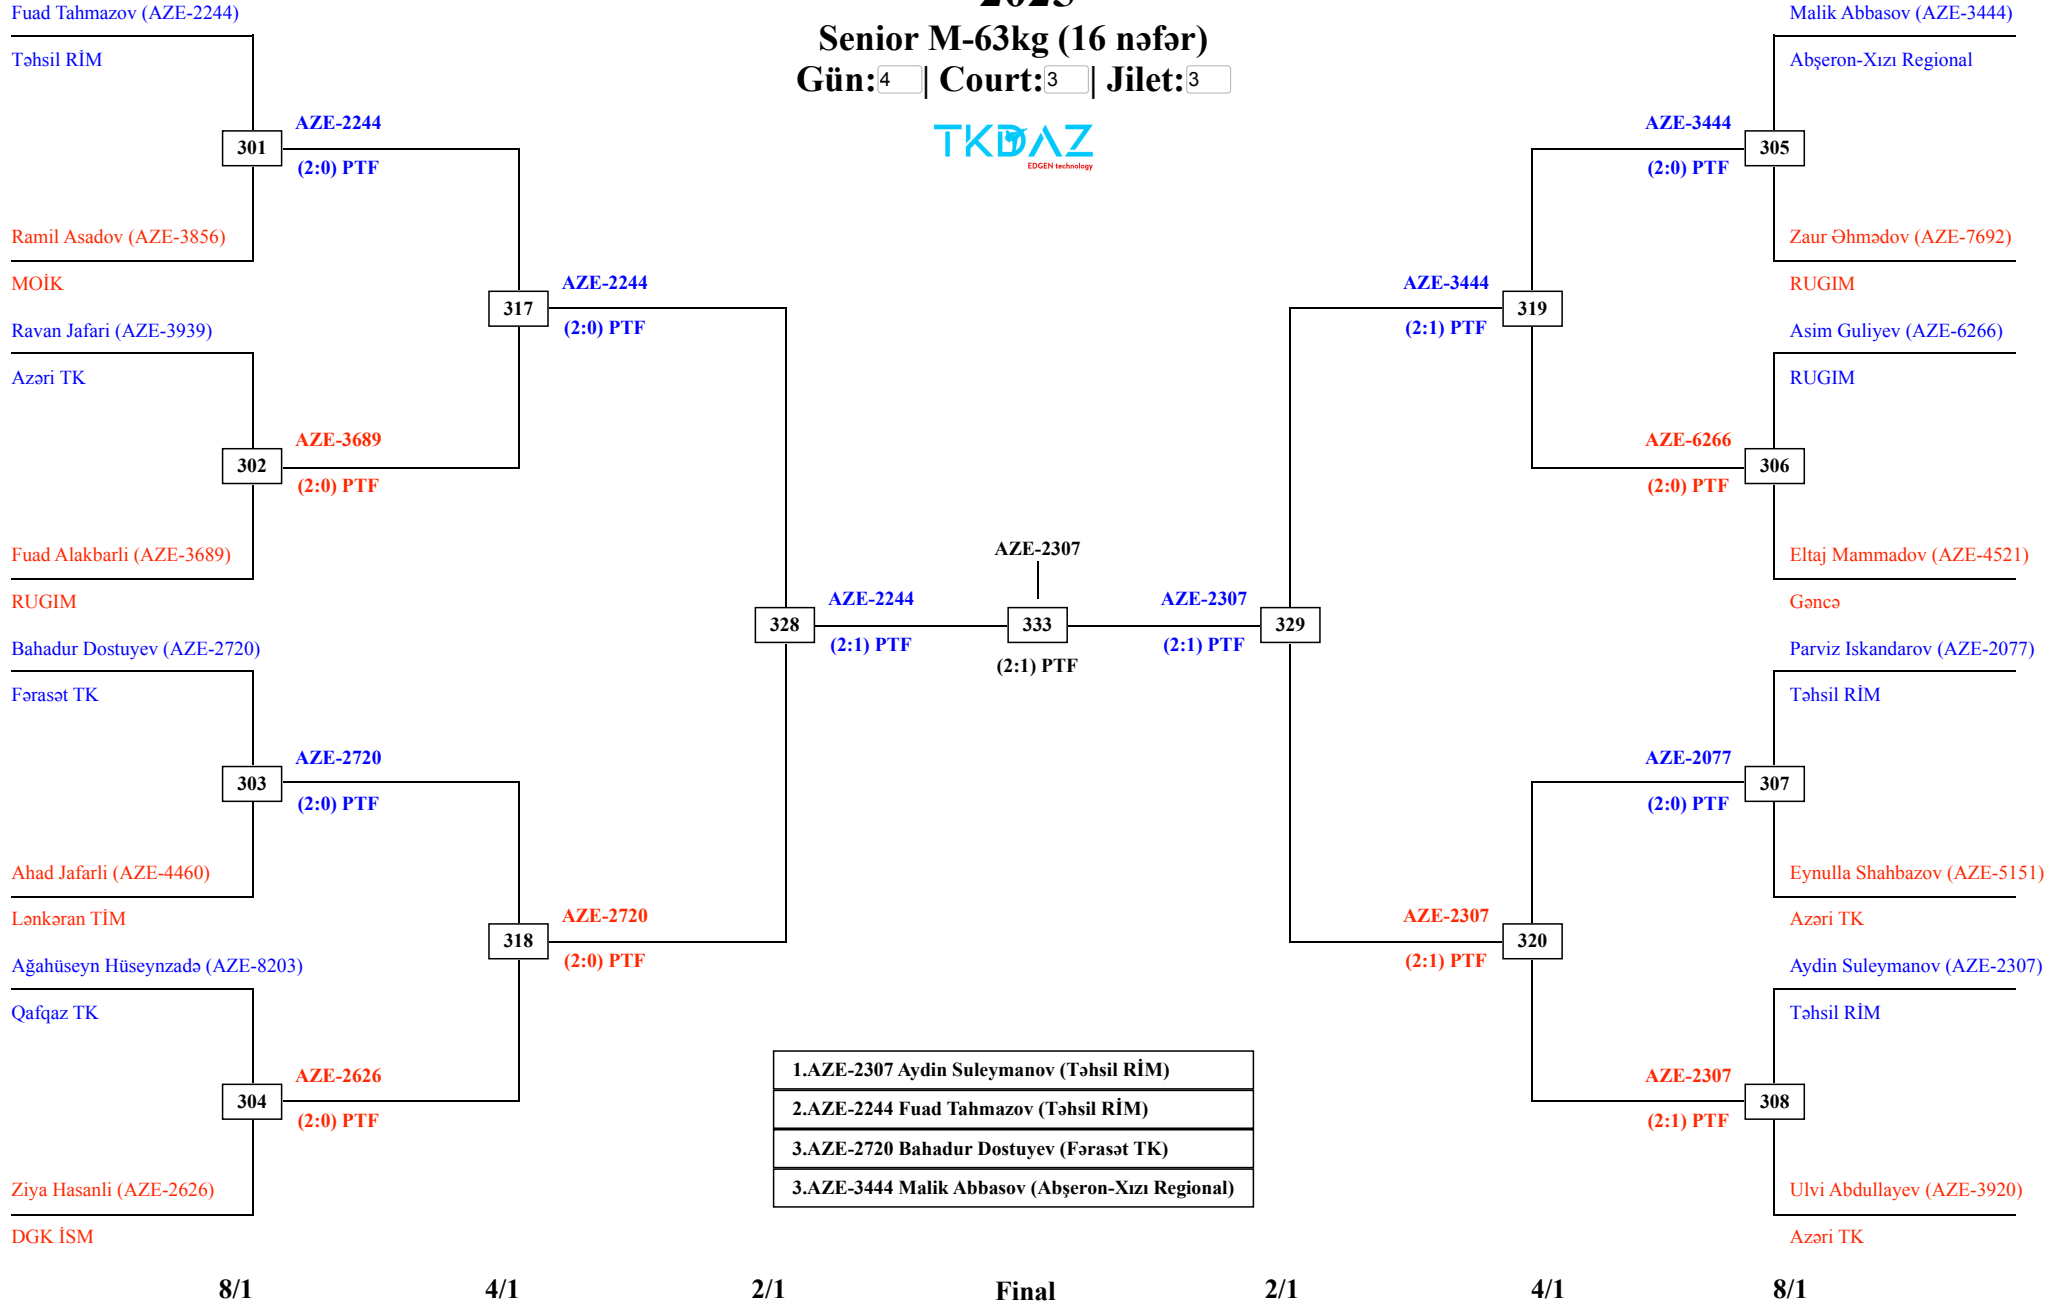 2023
Senior M-63kg (16 nəfər)
Gün: 4 | Court: 3 | Jilet: 3
TKDAZ
EDGEN technology
Fuad Tahmazov (AZE-2244)
Təhsil RİM
AZE-2244
301
(2:0) PTF
Ramil Asadov (AZE-3856)
MOİK
AZE-2244
317
(2:0) PTF
Ravan Jafari (AZE-3939)
Azəri TK
AZE-3689
302
(2:0) PTF
Fuad Alakbarli (AZE-3689)
RUGIM
AZE-2244
328
(2:1) PTF
Bahadur Dostuyev (AZE-2720)
Fərasət TK
AZE-2720
303
(2:0) PTF
Ahad Jafarli (AZE-4460)
Lənkəran TİM
AZE-2720
318
(2:0) PTF
Ağahüseyn Hüseynzadə (AZE-8203)
Qafqaz TK
AZE-2626
304
(2:0) PTF
Ziya Hasanli (AZE-2626)
DGK İSM
AZE-2307
333
(2:1) PTF
Malik Abbasov (AZE-3444)
Abşeron-Xızı Regional
AZE-3444
305
(2:0) PTF
Zaur Əhmədov (AZE-7692)
RUGIM
AZE-3444
319
(2:1) PTF
Asim Guliyev (AZE-6266)
RUGIM
AZE-6266
306
(2:0) PTF
Eltaj Mammadov (AZE-4521)
Gəncə
AZE-2307
329
(2:1) PTF
Parviz Iskandarov (AZE-2077)
Təhsil RİM
AZE-2077
307
(2:0) PTF
Eynulla Shahbazov (AZE-5151)
Azəri TK
AZE-2307
320
(2:1) PTF
Aydin Suleymanov (AZE-2307)
Təhsil RİM
AZE-2307
308
(2:1) PTF
Ulvi Abdullayev (AZE-3920)
Azəri TK
1.AZE-2307 Aydin Suleymanov (Təhsil RİM)
2.AZE-2244 Fuad Tahmazov (Təhsil RİM)
3.AZE-2720 Bahadur Dostuyev (Fərasət TK)
3.AZE-3444 Malik Abbasov (Abşeron-Xızı Regional)
8/1 4/1 2/1 Final 2/1 4/1 8/1